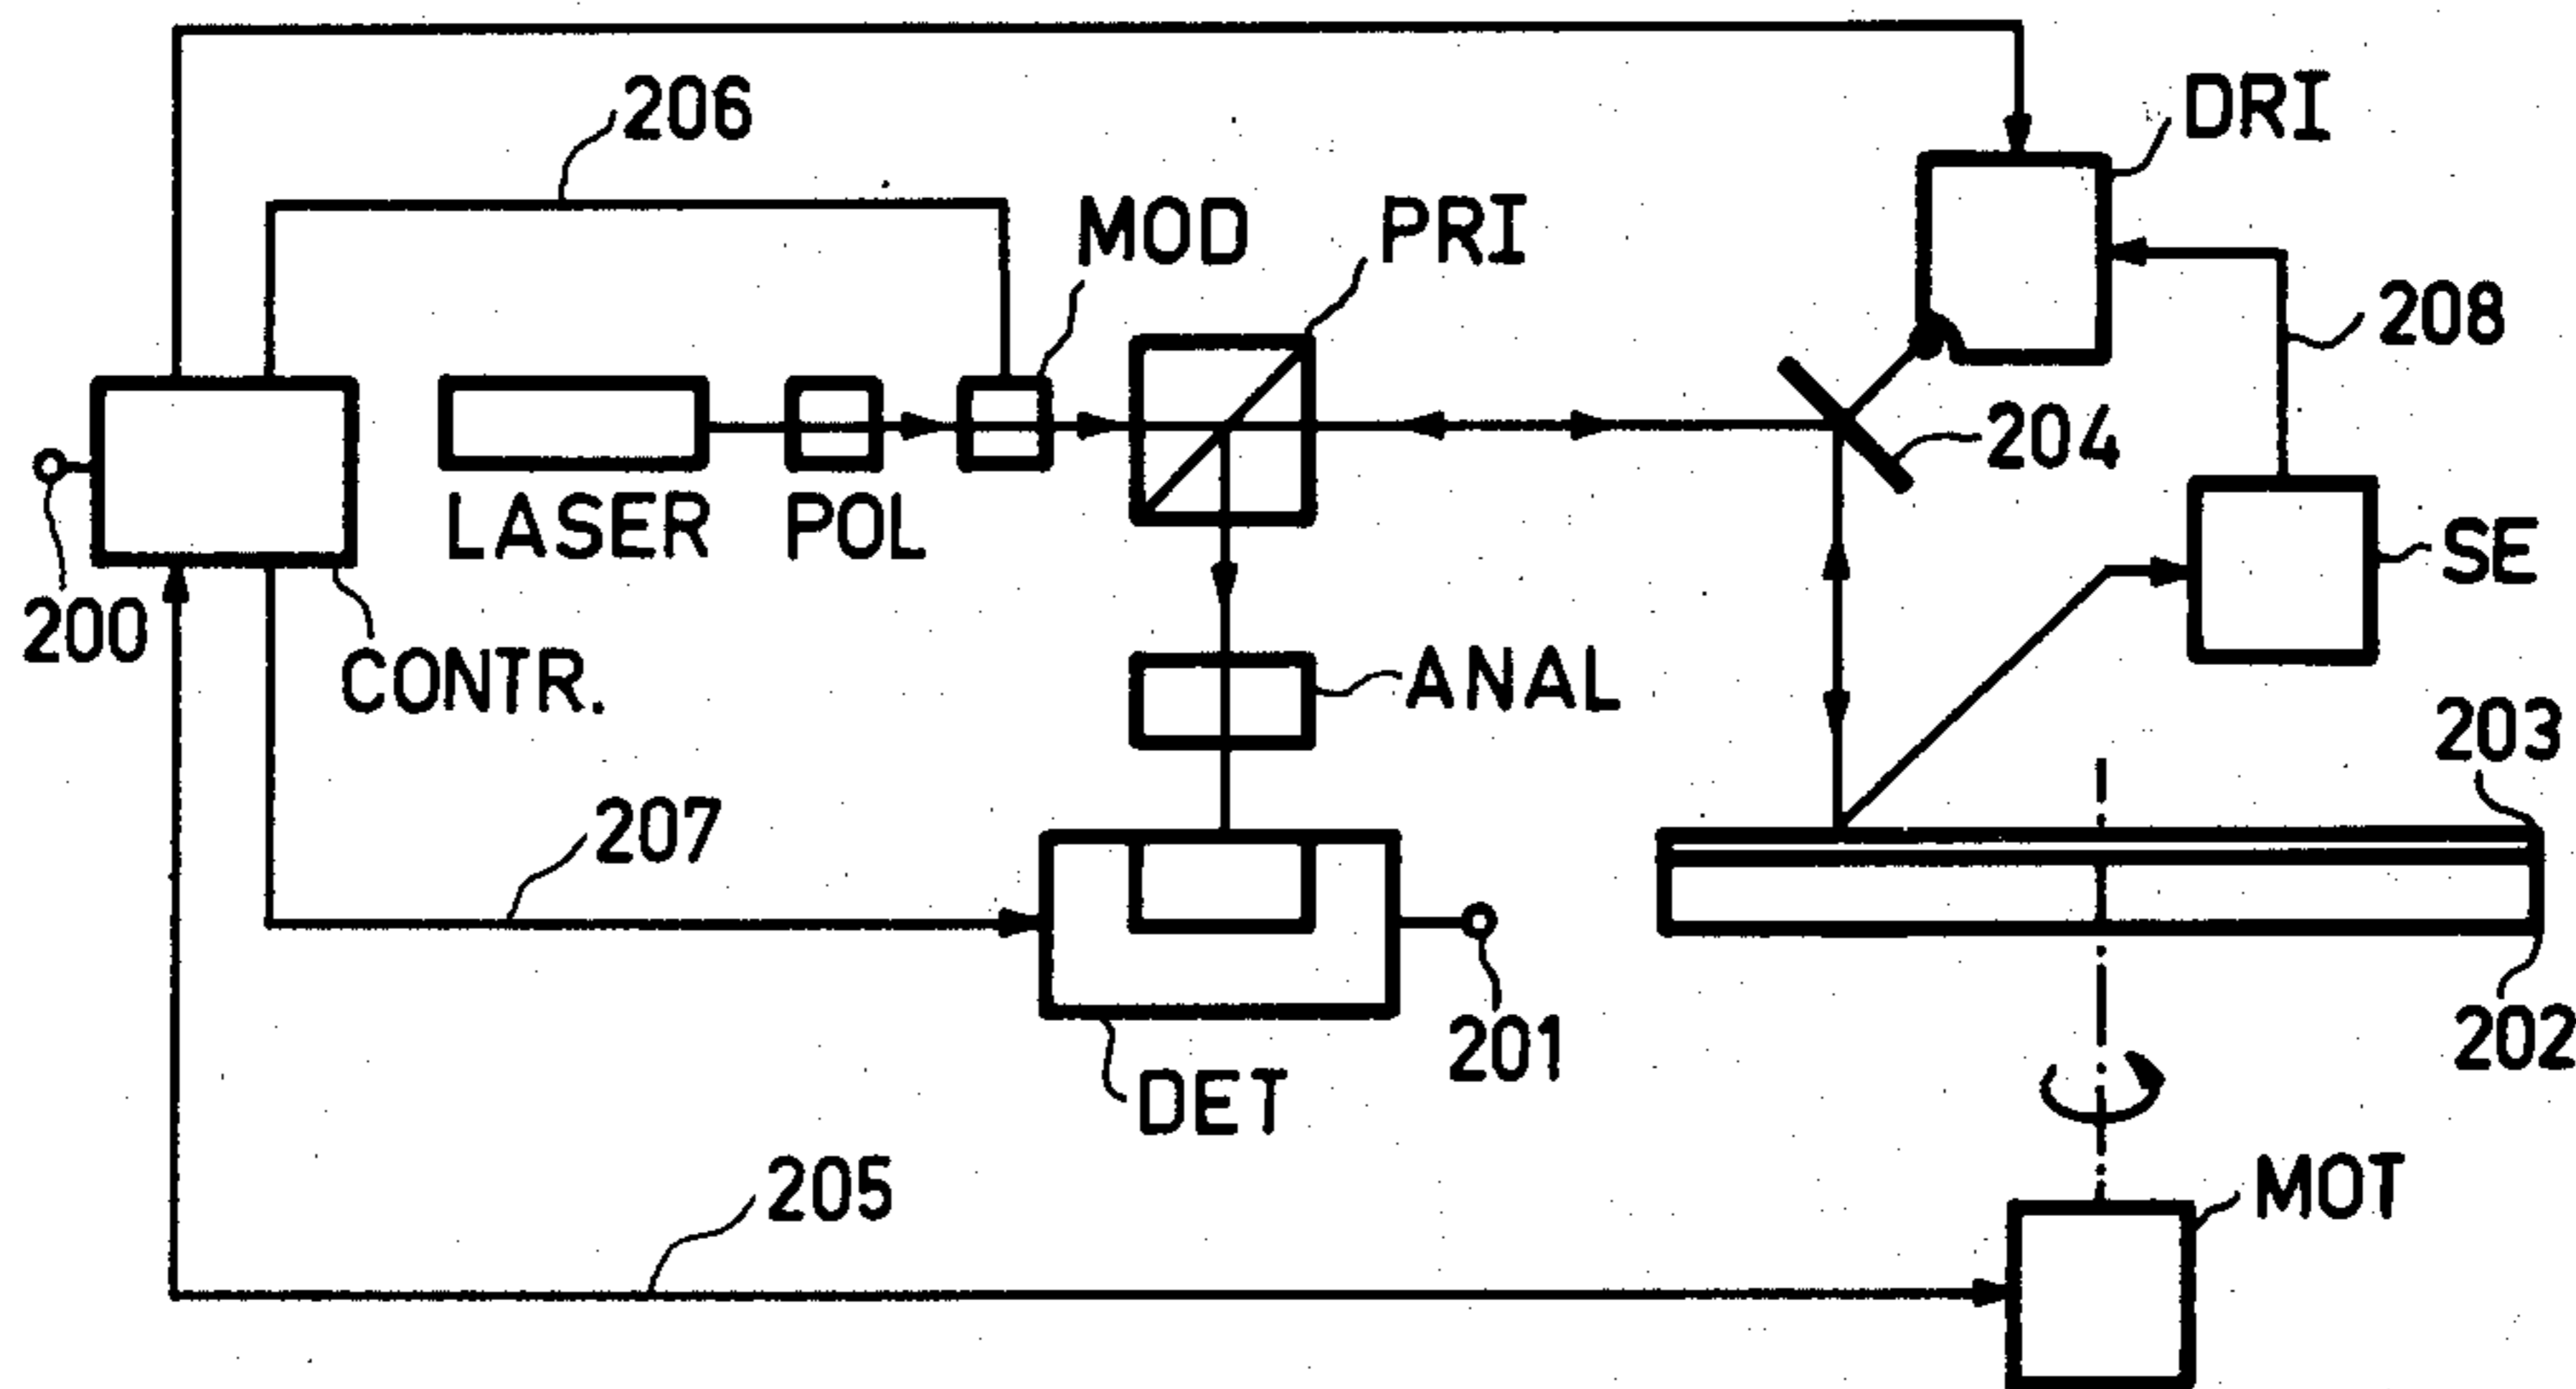 206
DRI
MOD
PRI
208
204
LASER
POL
SE
200
CONTR.
ANAL
203
207
201
202
DET
205
MOT